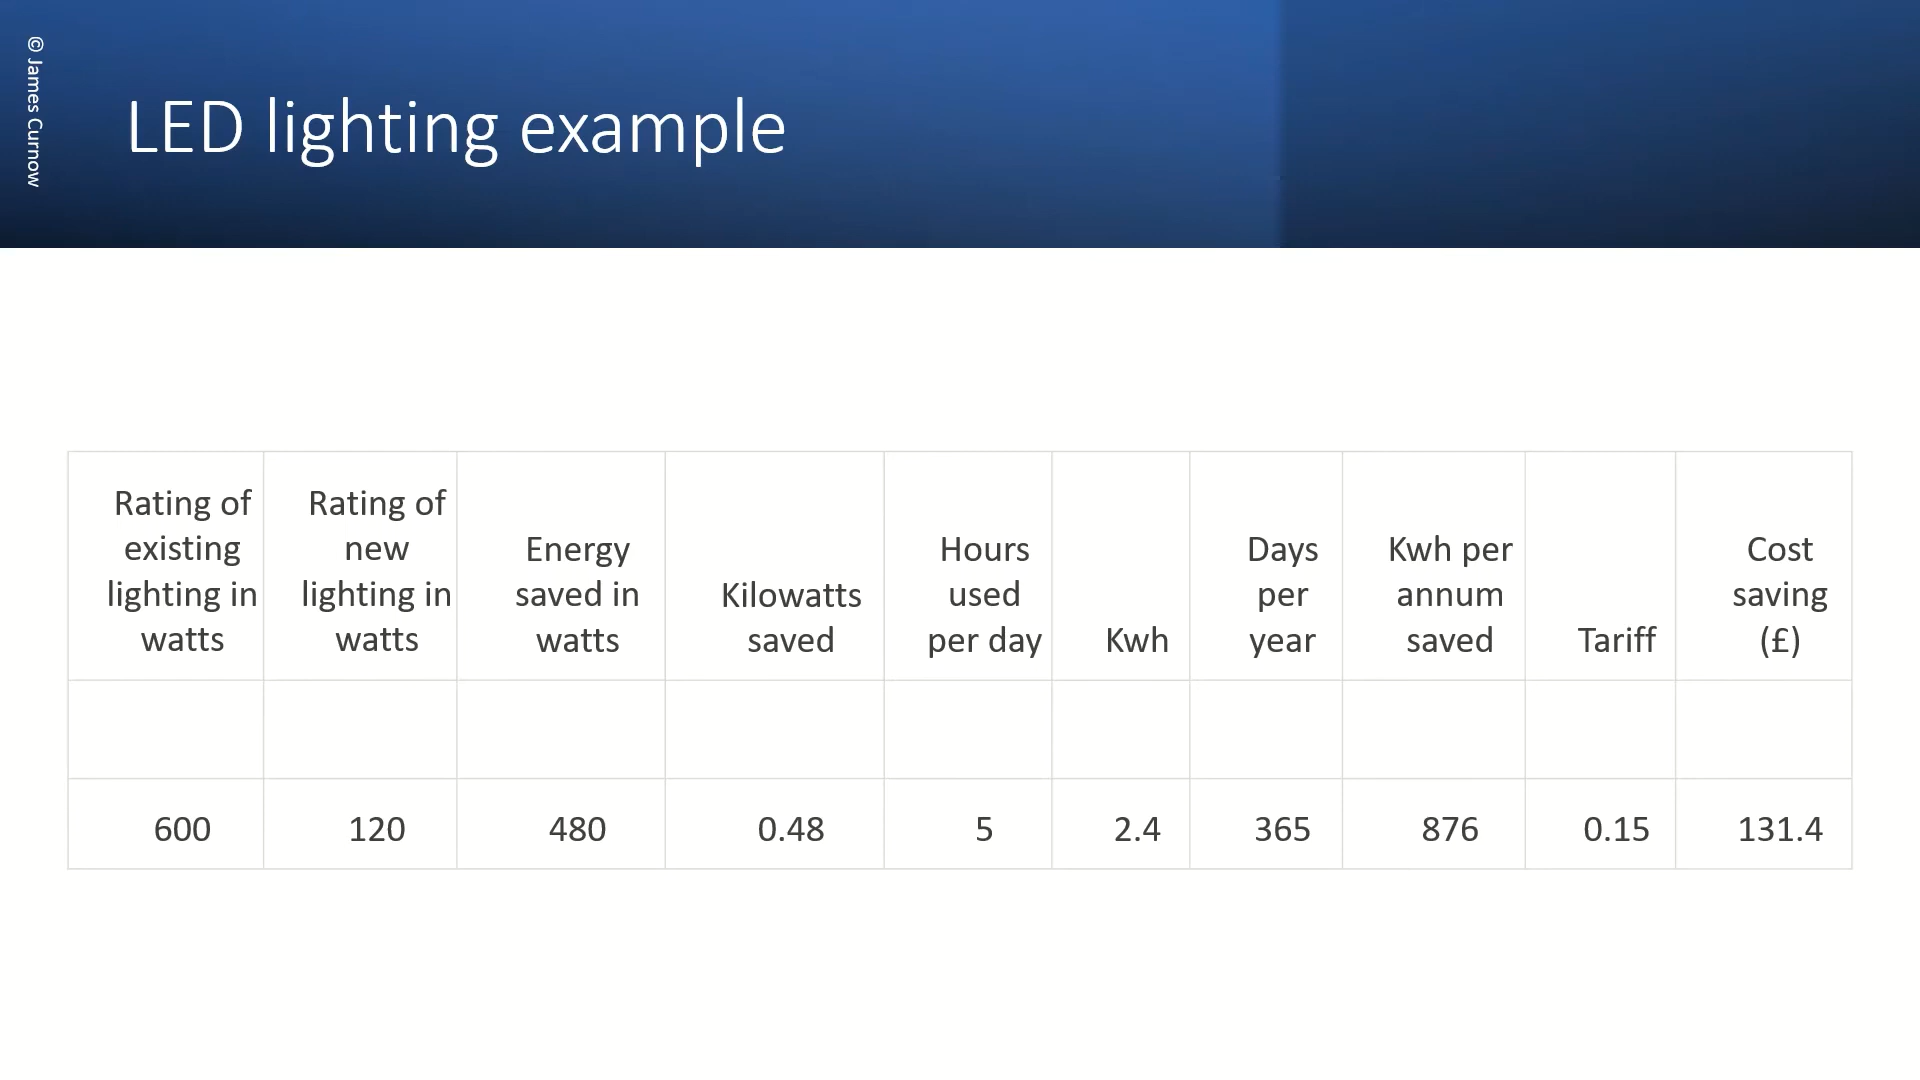 © James Curnow
LED lighting example
Rating of
existing
lighting in
watts
Rating of
new
lighting in
watts
Energy
saved in
watts
Kilowatts
saved
Hours
used
per day
Kwh
Days
per
year
Kwh per
annum
saved
Tariff
Cost
saving
(£)
600
120
480
0.48
5
2.4
365
876
0.15
131.4